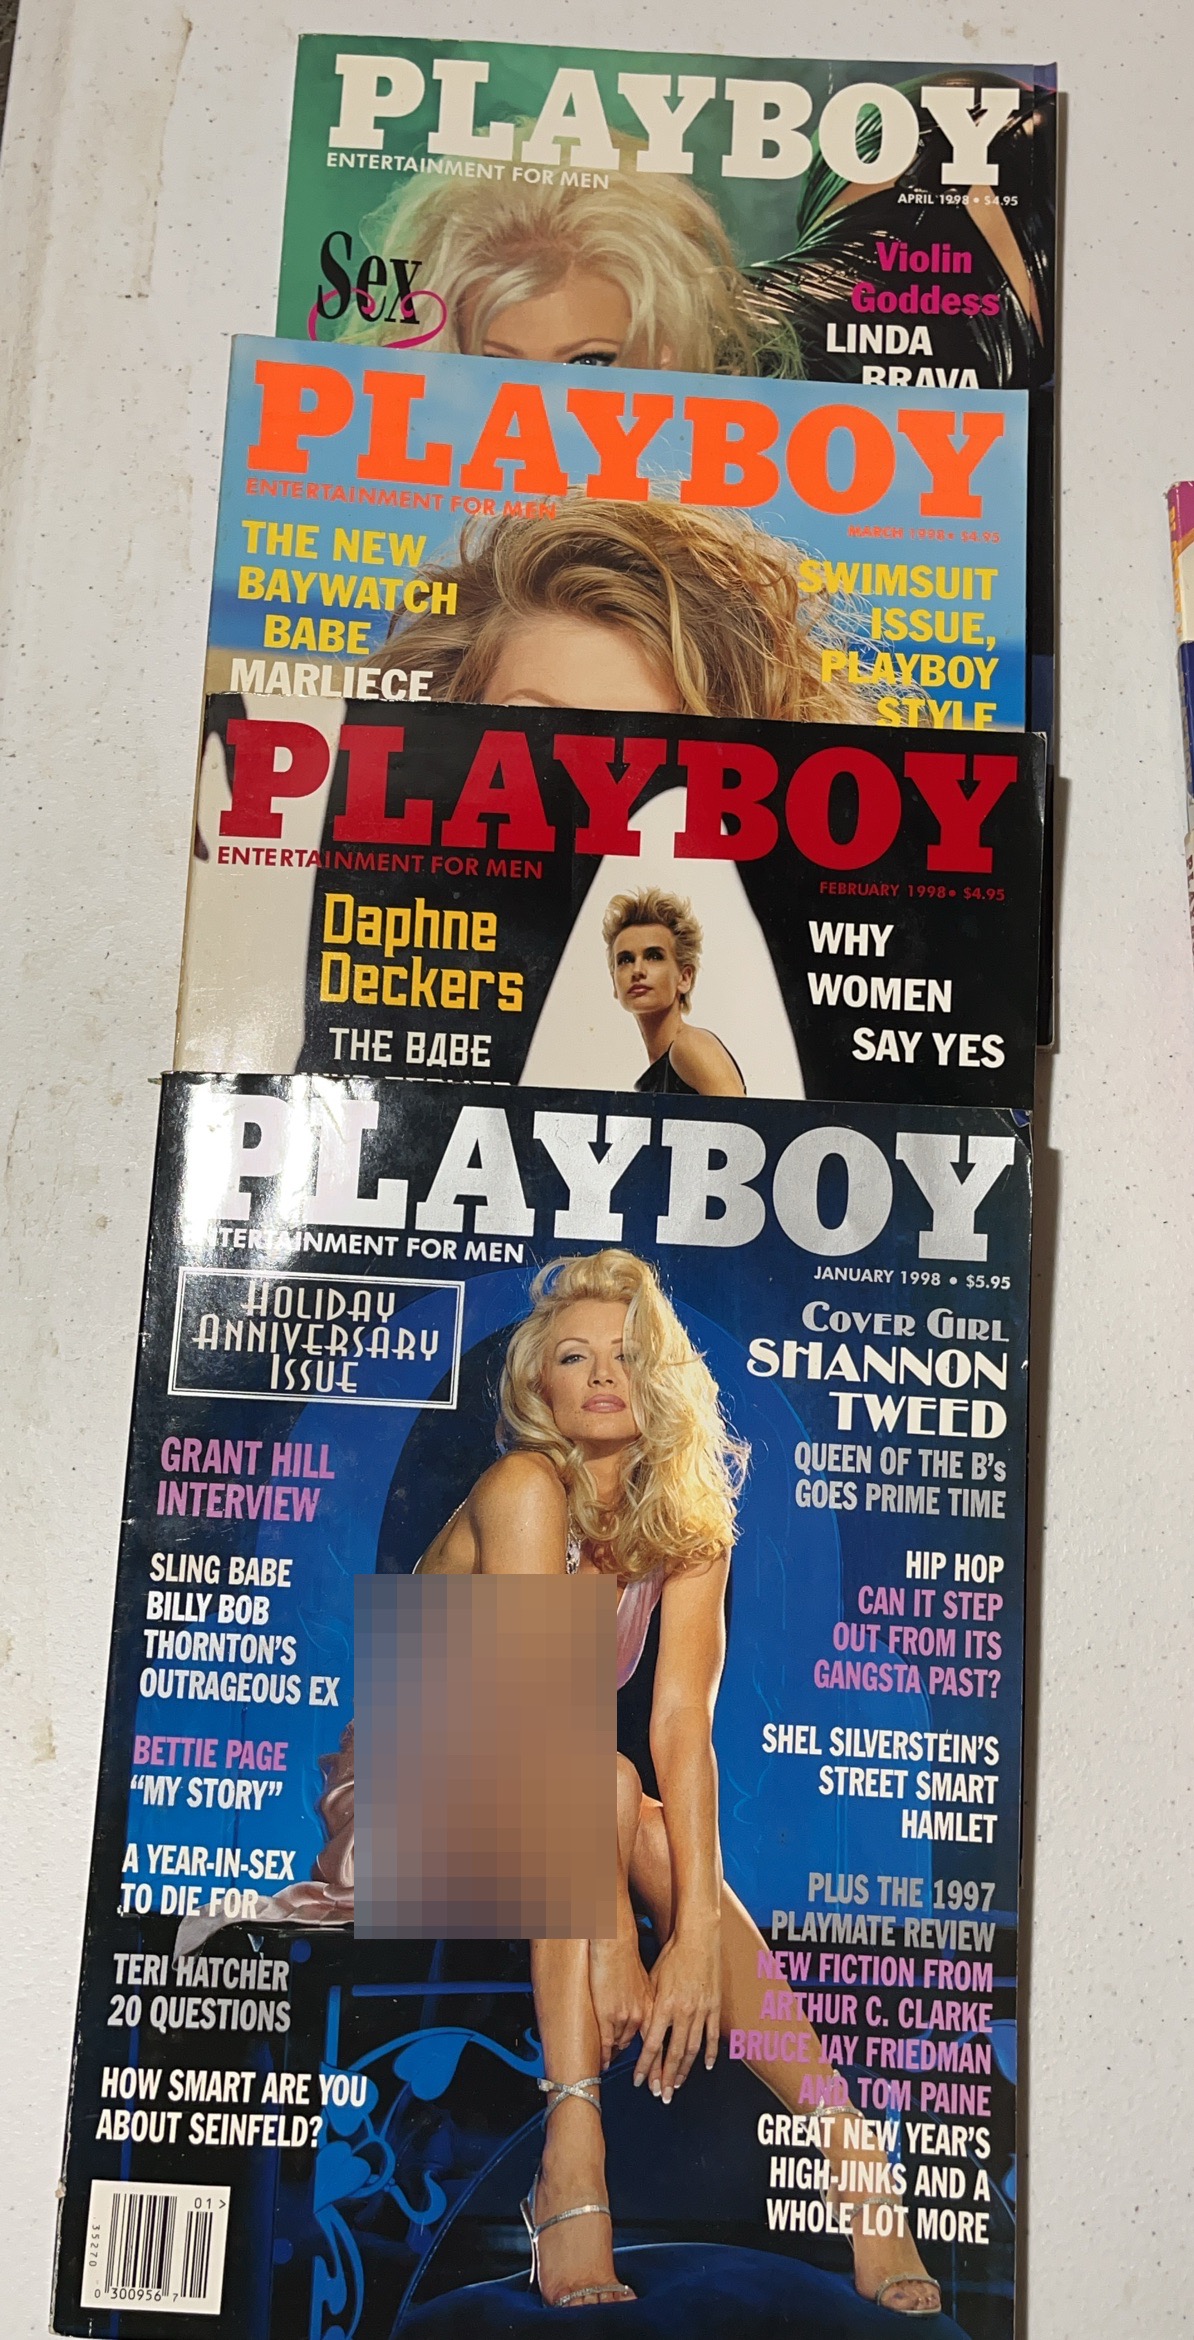 PLAYBOY
ENTERTAINMENT FOR MEN
APRIL 1998 • $4.95
Sex
Violin
Goddess
LINDA
BRAVA
PLAYBOY
ENTERTAINMENT FOR MEN
MARCH 1998 • $4.95
THE NEW
BAYWATCH
BABE
MARLIECE
SWIMSUIT
ISSUE,
PLAYBOY
STYLE
PLAYBOY
ENTERTAINMENT FOR MEN
FEBRUARY 1998 • $4.95
Daphne
Deckers
THE BABE
WHY
WOMEN
SAY YES
PLAYBOY
ENTERTAINMENT FOR MEN
JANUARY 1998 • $5.95
HOLIDAY
ANNIVERSARY
ISSUE
GRANT HILL
INTERVIEW
SLING BABE
BILLY BOB
THORNTON'S
OUTRAGEOUS EX
BETTIE PAGE
“MY STORY”
A YEAR-IN-SEX
TO DIE FOR
TERI HATCHER
20 QUESTIONS
HOW SMART ARE YOU
ABOUT SEINFELD?
COVER GIRL
SHANNON
TWEED
QUEEN OF THE B's
GOES PRIME TIME
HIP HOP
CAN IT STEP
OUT FROM ITS
GANGSTA PAST?
SHEL SILVERSTEIN'S
STREET SMART
HAMLET
PLUS THE 1997
PLAYMATE REVIEW
NEW FICTION FROM
ARTHUR C. CLARKE
BRUCE JAY FRIEDMAN
AND TOM PAINE
GREAT NEW YEAR'S
HIGH-JINKS AND A
WHOLE LOT MORE
01>
35270
0 300956 7